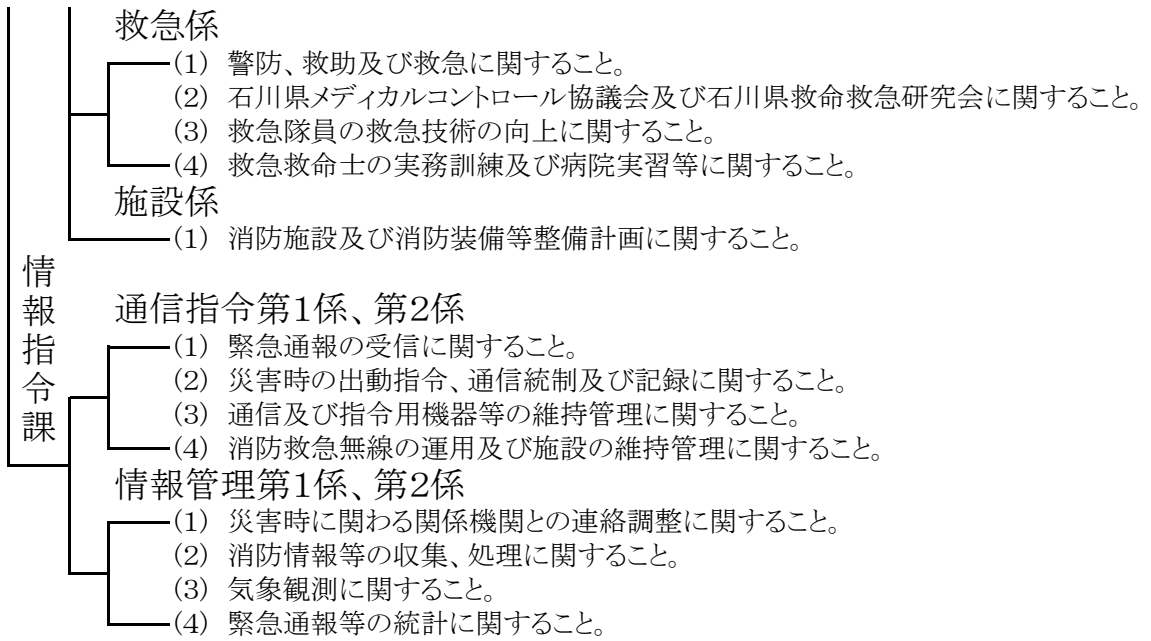 救急係
(1) 警防、救助及び救急に関すること。
(2) 石川県メディカルコントロール協議会及び石川県救命救急研究会に関すること。
(3) 救急隊員の救急技術の向上に関すること。
(4) 救急救命士の実務訓練及び病院実習等に関すること。
施設係
(1) 消防施設及び消防装備等整備計画に関すること。
情報指令課
通信指令第1係、第2係
(1) 緊急通報の受信に関すること。
(2) 災害時の出動指令、通信統制及び記録に関すること。
(3) 通信及び指令用機器等の維持管理に関すること。
(4) 消防救急無線の運用及び施設の維持管理に関すること。
情報管理第1係、第2係
(1) 災害時に関わる関係機関との連絡調整に関すること。
(2) 消防情報等の収集、処理に関すること。
(3) 気象観測に関すること。
(4) 緊急通報等の統計に関すること。